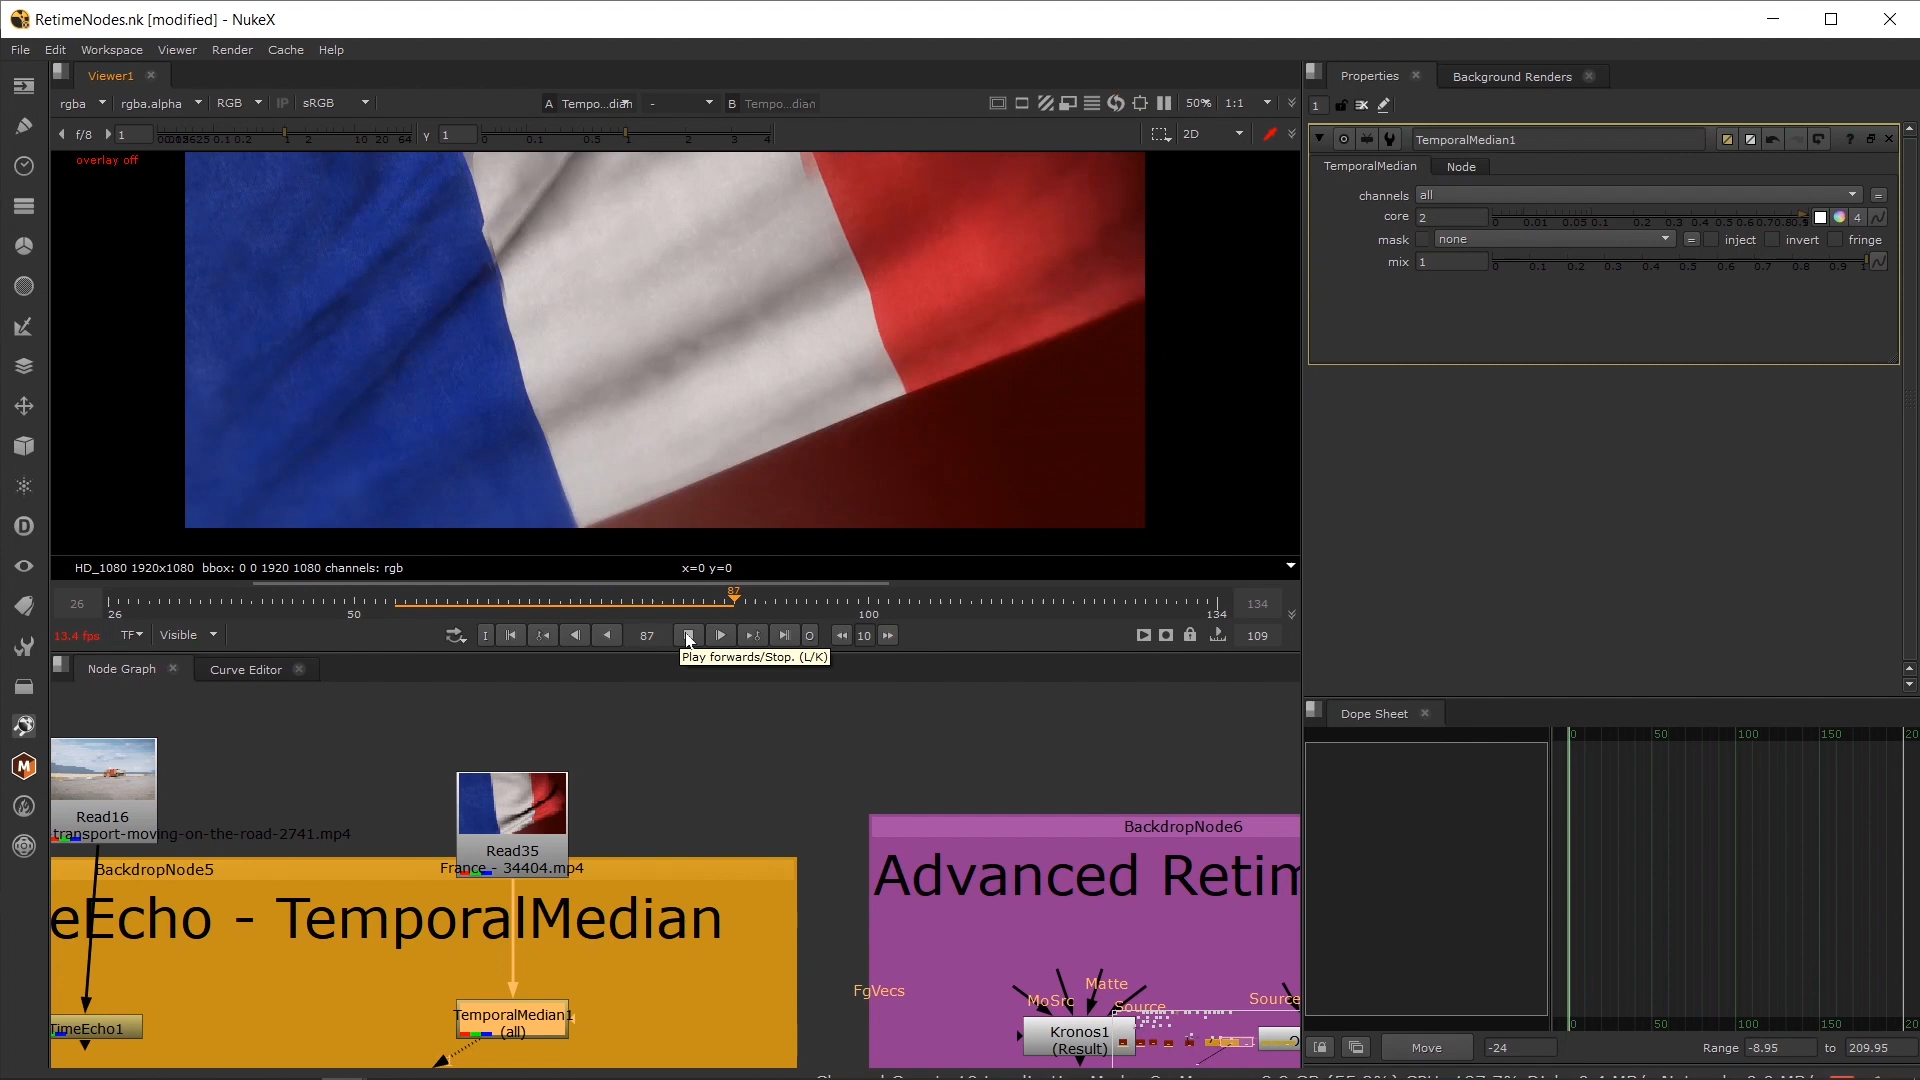 RetimeNodes.nk [modified] - NukeX
File Edit Workspace Viewer Render Cache Help
Viewer1
rgba rgba.alpha RGB IP sRGB A Tempo...dian - B Tempo...dian 50% 1:1
f/8 1 10 20 64 γ 1 0 0.1 0.5 1 2 3 4 2D
overlay off
HD_1080 1920x1080 bbox: 0 0 1920 1080 channels: rgb x=0 y=0
26 26 50 87 100 134 134
13.4 fps TF Visible I 87 O 10 109
Play forwards/Stop. (L/K)
Node Graph Curve Editor
Read16
transport-moving-on-the-road-2741.mp4
Read35
France - 34404.mp4
BackdropNode5
eEcho - TemporalMedian
TimeEcho1
TemporalMedian1
(all)
BackdropNode6
Advanced Retim
FgVecs
MoSrc
Matte
Source
Source
Kronos1
(Result)
Properties Background Renders
1
TemporalMedian1
TemporalMedian Node
channels all =
core 2 0 0.01 0.05 0.1 0.2 0.3 0.4 0.5 0.6 0.7 0.8 4
mask none = inject invert fringe
mix 1 0 0.1 0.2 0.3 0.4 0.5 0.6 0.7 0.8 0.9 1
Dope Sheet
0 50 100 150 20
0 50 100 150 20
Move -24 Range -8.95 to 209.95